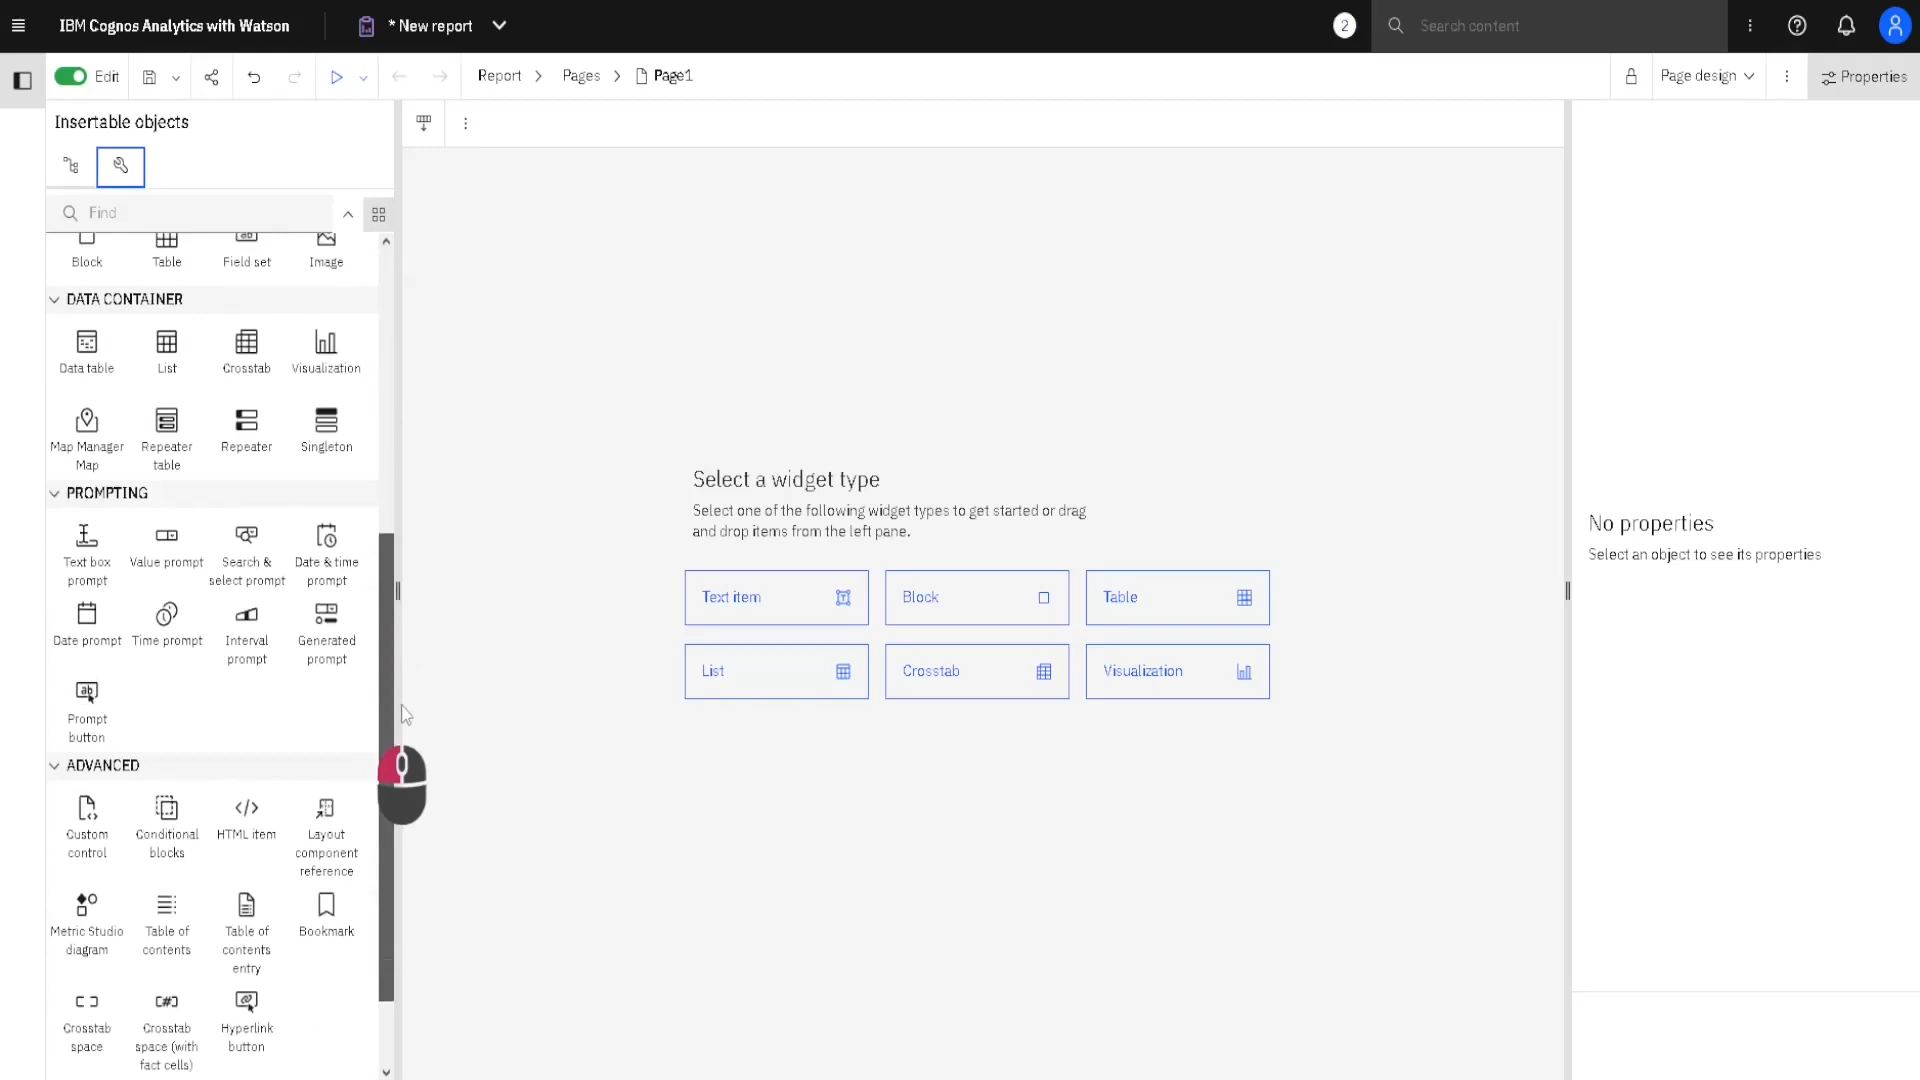 IBM Cognos Analytics with Watson
* New report
2
Search content
Edit
Report > Pages > Page1
Page design
Properties
Insertable objects
Find
Block Table Field set Image
DATA CONTAINER
Data table List Crosstab Visualization
Map Manager Map
Repeater table
Repeater
Singleton
PROMPTING
Text box prompt
Value prompt
Search & select prompt
Date & time prompt
Date prompt
Time prompt
Interval prompt
Generated prompt
Prompt button
ADVANCED
Custom control
Conditional blocks
HTML item
Layout component reference
Metric Studio diagram
Table of contents
Table of contents entry
Bookmark
Crosstab space
Crosstab space (with fact cells)
Hyperlink button
Select a widget type
Select one of the following widget types to get started or drag
and drop items from the left pane.
Text item Block Table
List Crosstab Visualization
No properties
Select an object to see its properties